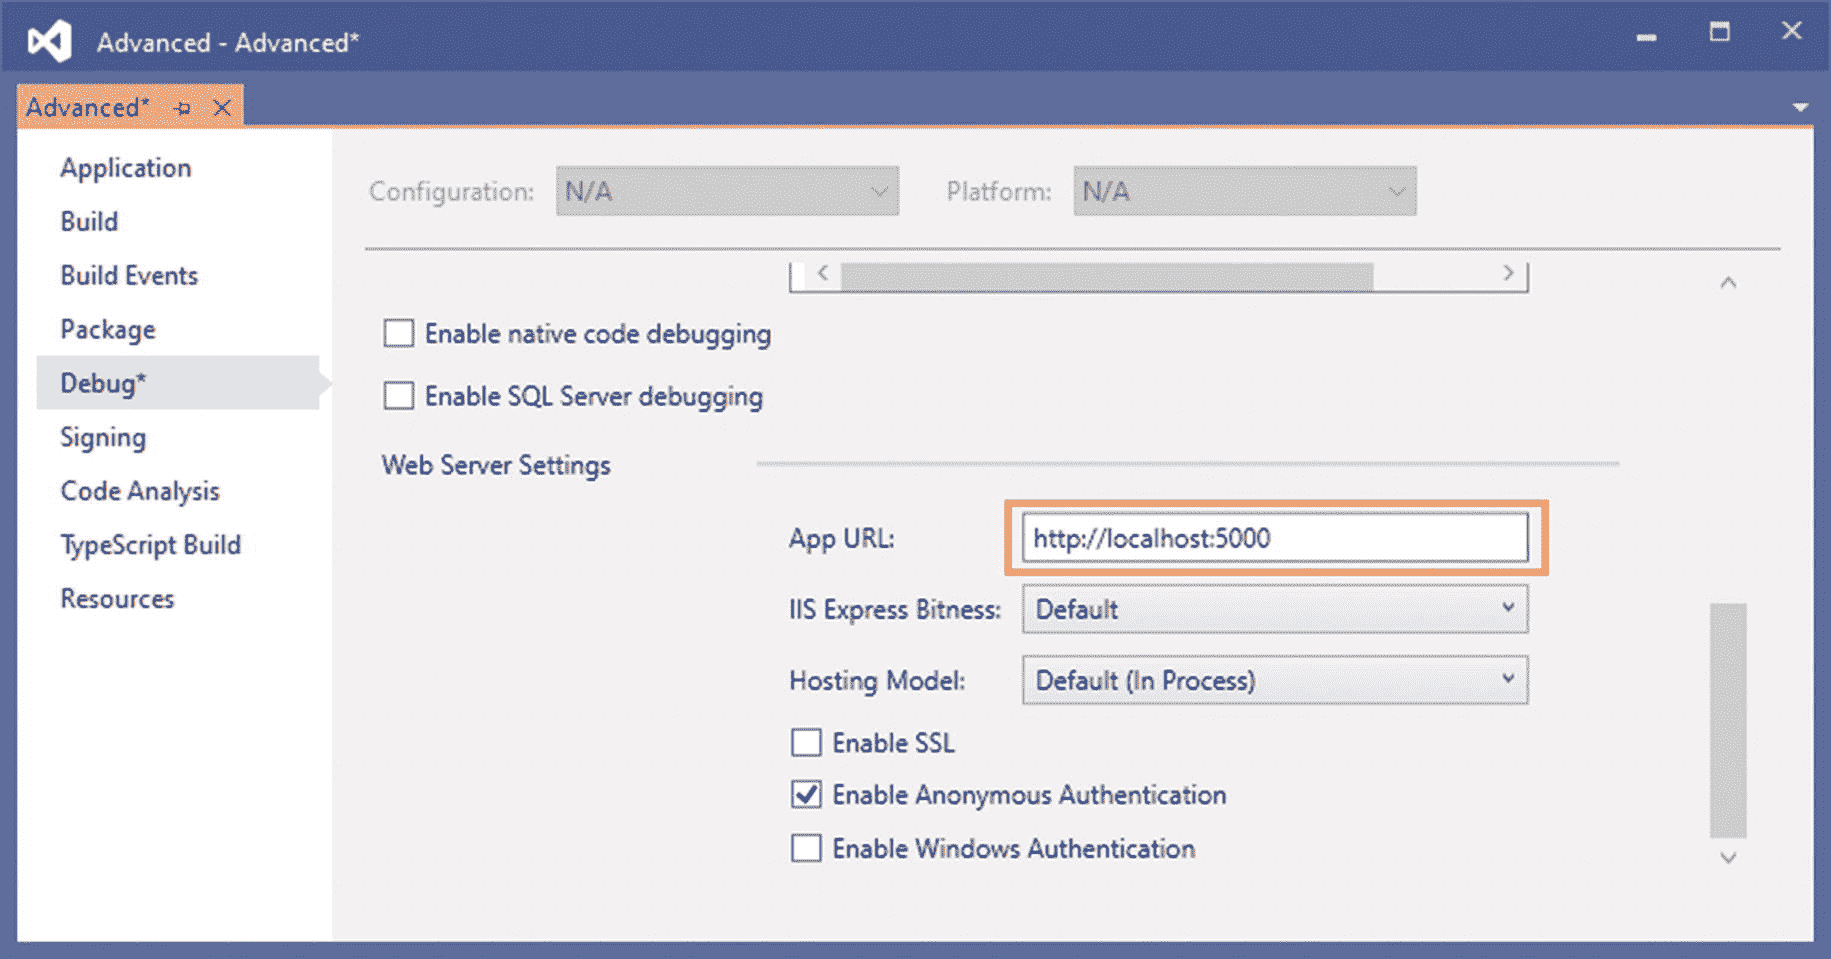 Advanced - Advanced*
Advanced*
Application
Build
Build Events
Package
Debug*
Signing
Code Analysis
TypeScript Build
Resources
Configuration: N/A Platform: N/A
Enable native code debugging
Enable SQL Server debugging
Web Server Settings
App URL: http://localhost:5000
IIS Express Bitness: Default
Hosting Model: Default (In Process)
Enable SSL
Enable Anonymous Authentication
Enable Windows Authentication